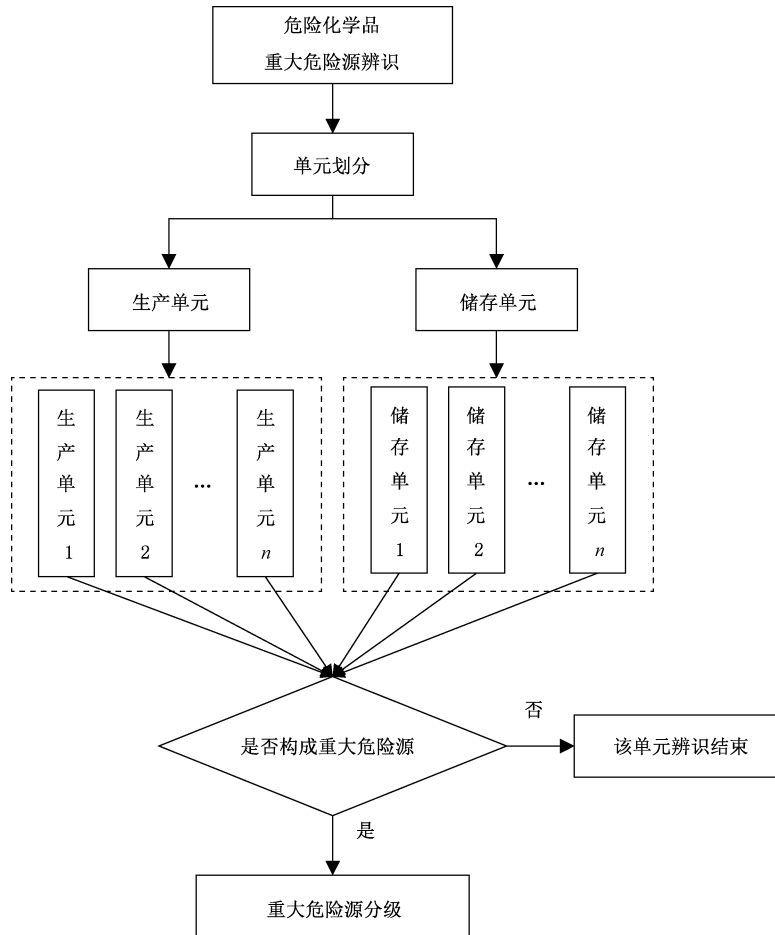 危险化学品
重大危险源辨识
单元划分
生产单元
储存单元
生产单元1
生产单元2
...
生产单元n
储存单元1
储存单元2
...
储存单元n
是否构成重大危险源
否
该单元辨识结束
是
重大危险源分级